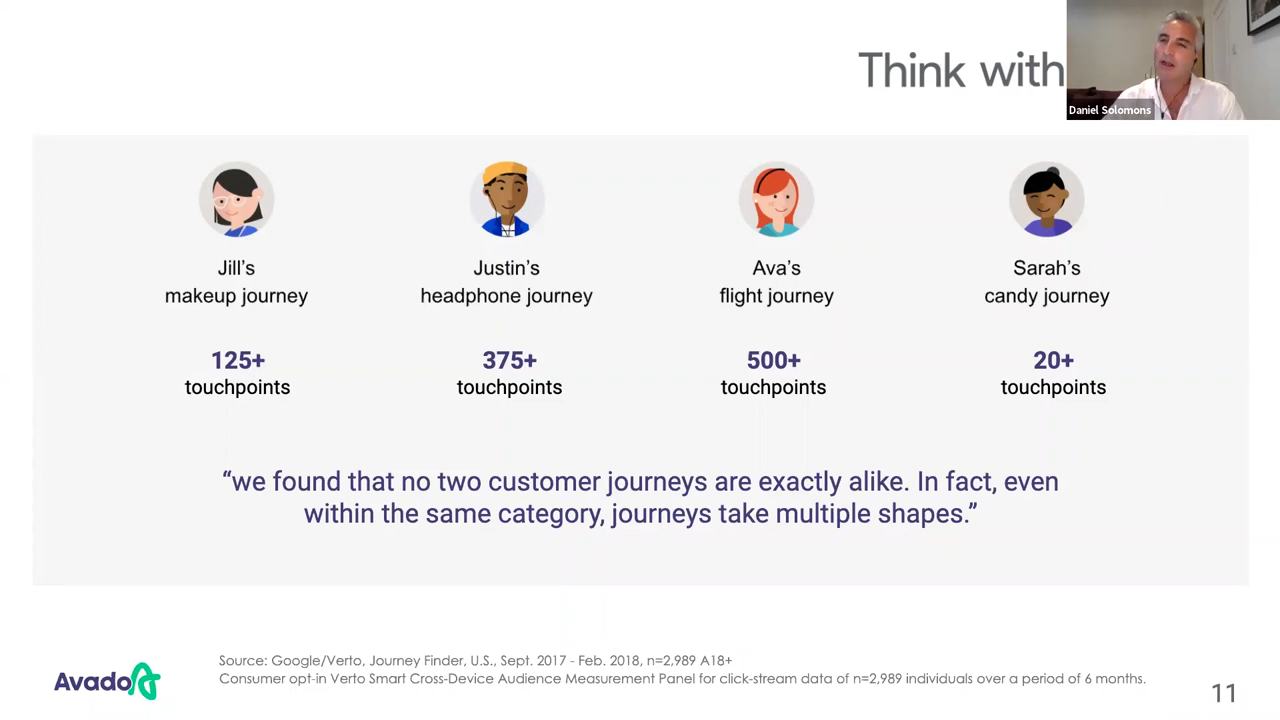 Think with
Daniel Solomons
Jill's
makeup journey
125+
touchpoints
Justin's
headphone journey
375+
touchpoints
Ava's
flight journey
500+
touchpoints
Sarah's
candy journey
20+
touchpoints
“we found that no two customer journeys are exactly alike. In fact, even
within the same category, journeys take multiple shapes.”
Avado
Source: Google/Verto, Journey Finder, U.S., Sept. 2017 - Feb. 2018, n=2,989 A18+
Consumer opt-in Verto Smart Cross-Device Audience Measurement Panel for click-stream data of n=2,989 individuals over a period of 6 months.
11